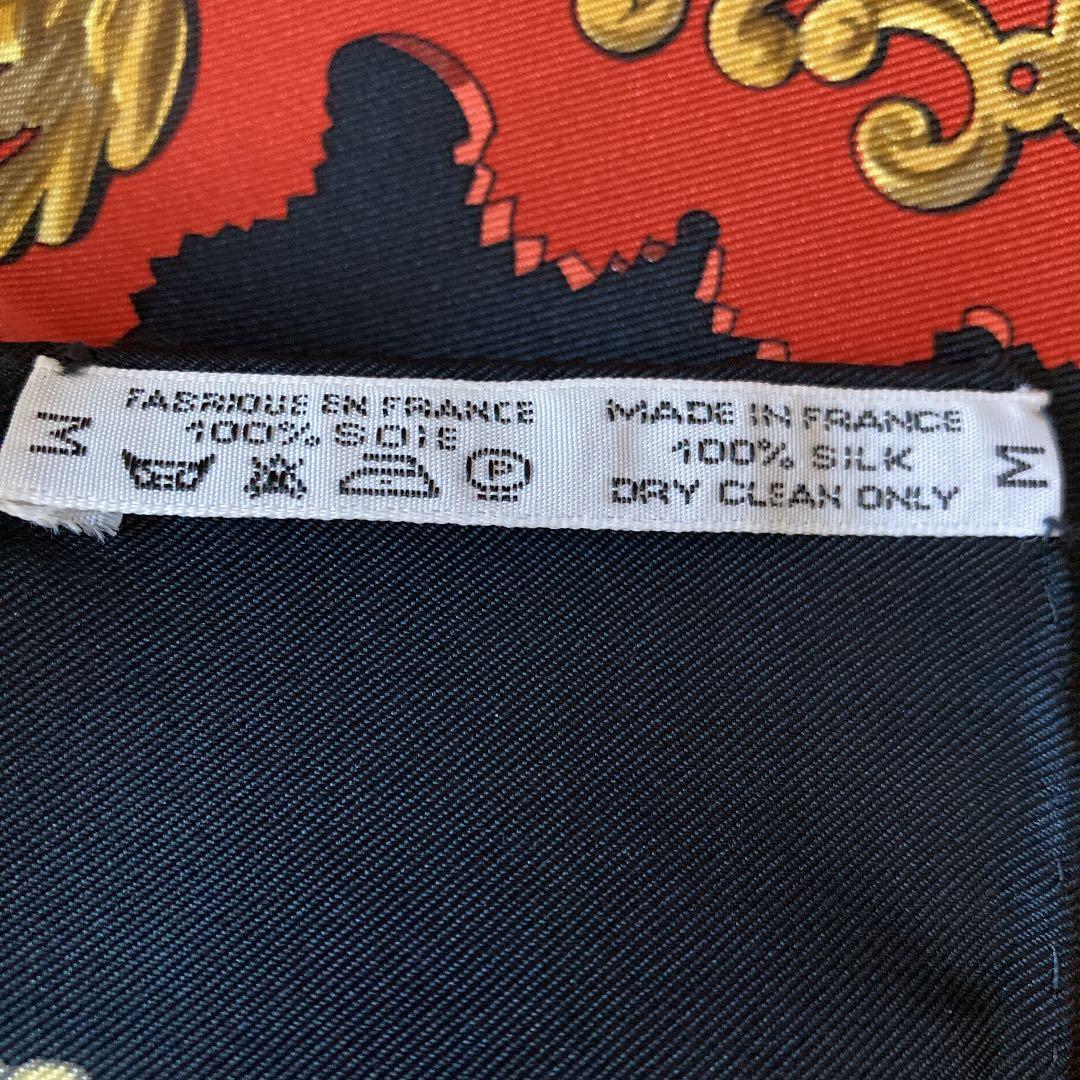 M
FABRIQUE EN FRANCE
100% SOIE
P
MADE IN FRANCE
100% SILK
DRY CLEAN ONLY
M